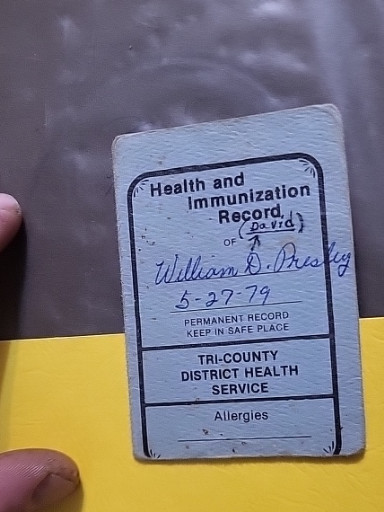 Health and
Immunization
Record
(David)
OF ↑
William D. Presley
5-27-79
PERMANENT RECORD
KEEP IN SAFE PLACE
TRI-COUNTY
DISTRICT HEALTH
SERVICE
Allergies